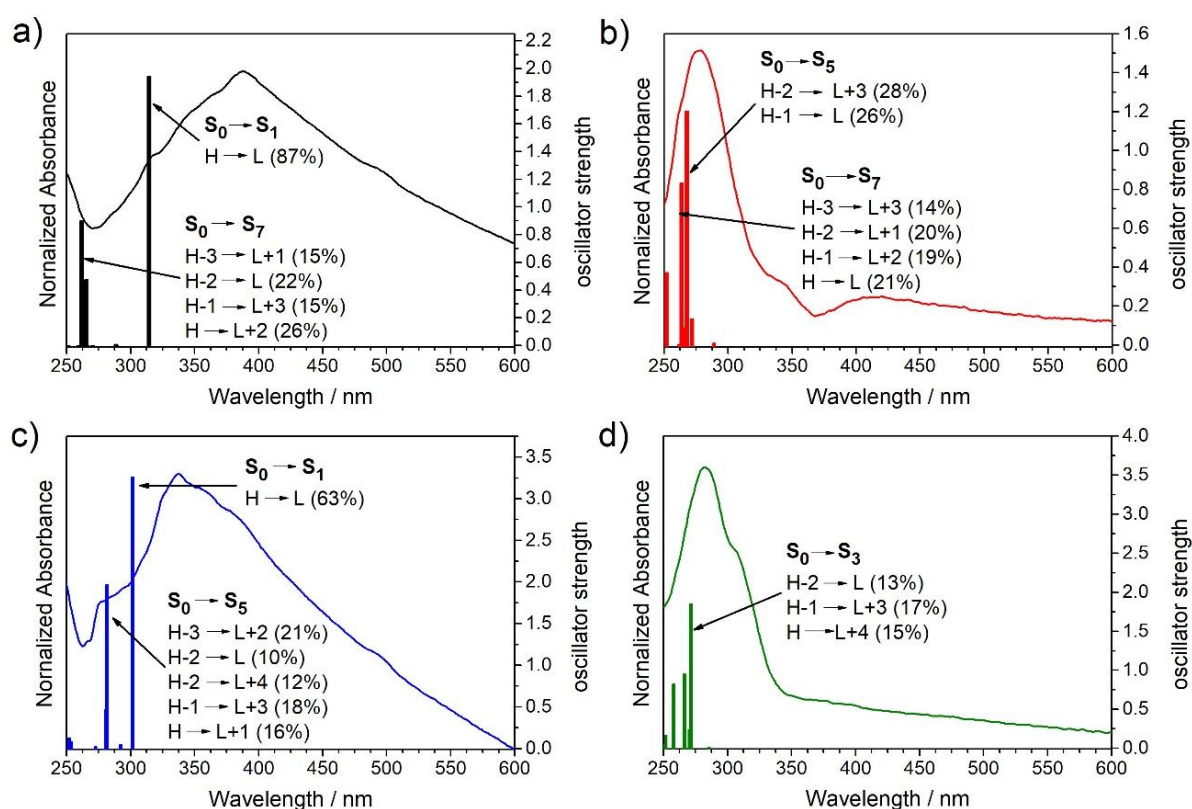 a)
Normalized Absorbance
S0→S1
H→L (87%)
S0→S7
H-3→L+1 (15%)
H-2→L (22%)
H-1→L+3 (15%)
H→L+2 (26%)
2.2
2.0
1.8
1.6
1.4
1.2
1.0
0.8
0.6
0.4
0.2
0.0
oscillator strength
250 300 350 400 450 500 550 600
Wavelength / nm
b)
Normalized Absorbance
S0→S5
H-2→L+3 (28%)
H-1→L (26%)
S0→S7
H-3→L+3 (14%)
H-2→L+1 (20%)
H-1→L+2 (19%)
H→L (21%)
1.6
1.4
1.2
1.0
0.8
0.6
0.4
0.2
0.0
oscillator strength
250 300 350 400 450 500 550 600
Wavelength / nm
c)
Normalized Absorbance
S0→S1
H→L (63%)
S0→S5
H-3→L+2 (21%)
H-2→L (10%)
H-2→L+4 (12%)
H-1→L+3 (18%)
H→L+1 (16%)
3.5
3.0
2.5
2.0
1.5
1.0
0.5
0.0
oscillator strength
250 300 350 400 450 500 550 600
Wavelength / nm
d)
Normalized Absorbance
S0→S3
H-2→L (13%)
H-1→L+3 (17%)
H→L+4 (15%)
4.0
3.5
3.0
2.5
2.0
1.5
1.0
0.5
0.0
oscillator strength
250 300 350 400 450 500 550 600
Wavelength / nm